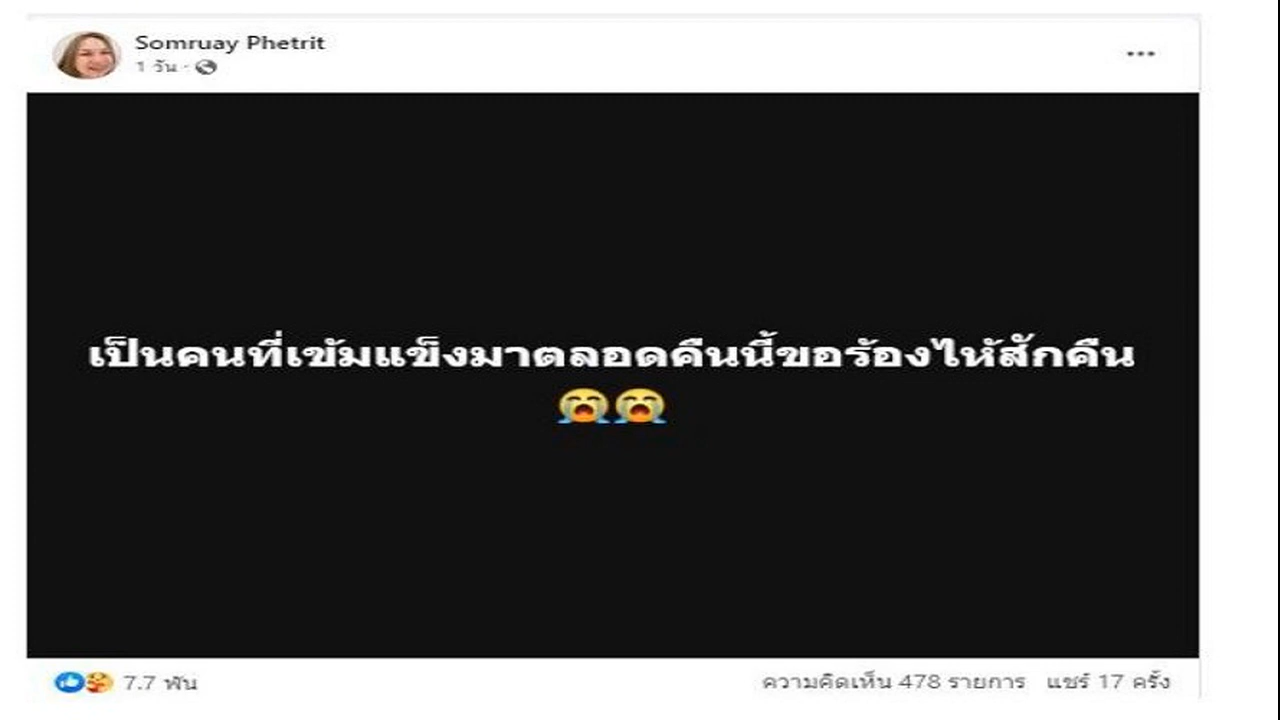 Somruay Phetrit
1 วัน ·
เป็นคนที่เข้มแข็งมาตลอดคืนนี้ขอร้องไห้สักคืน
😭😭
7.7 พัน
ความคิดเห็น 478 รายการ แชร์ 17 ครั้ง